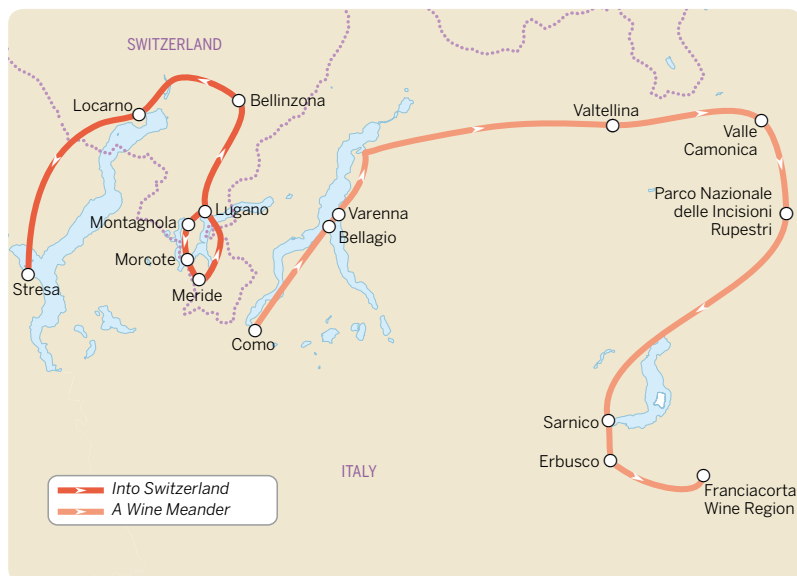 SWITZERLAND
Locarno
Bellinzona
Valtellina
Valle
Camonica
Parco Nazionale
delle Incisioni
Rupestri
Lugano
Montagnola
Varenna
Bellagio
Morcote
Meride
Stresa
Como
Sarnico
Erbusco
ITALY
Franciacorta
Wine Region
Into Switzerland
A Wine Meander